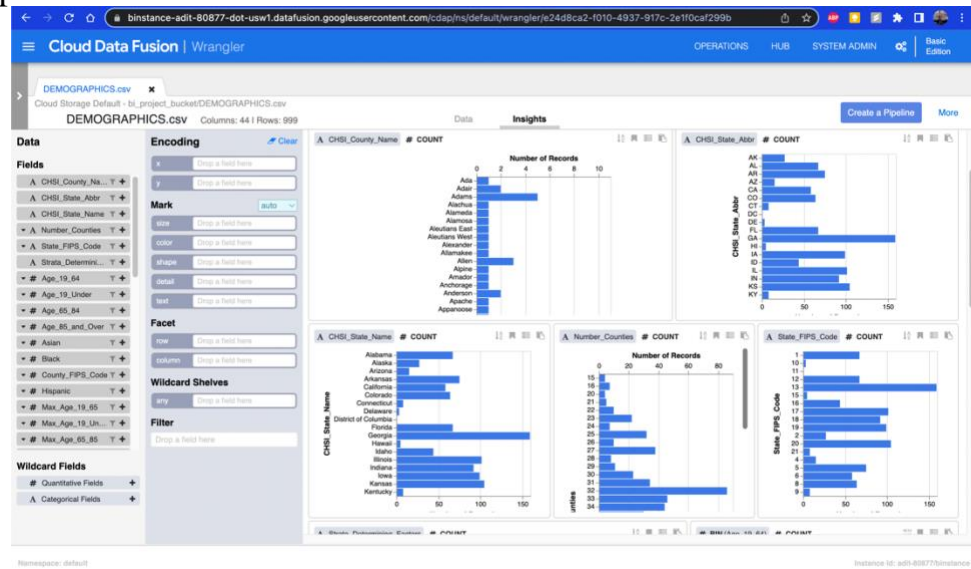 binstance-adit-80877-dot-usw1.datafusion.googleusercontent.com/cdap/ns/default/wrangler/e24d8ca2-f010-4937-917c-2e1f0caf299b
Cloud Data Fusion | Wrangler
OPERATIONS HUB SYSTEM ADMIN Basic Edition
DEMOGRAPHICS.csv
Cloud Storage Default - bi_project_bucket/DEMOGRAPHICS.csv
DEMOGRAPHICS.csv Columns: 44 | Rows: 999
Data Insights
Create a Pipeline More
Data
Fields
A CHSI_County_Na...
A CHSI_State_Abbr
A CHSI_State_Name
A Number_Counties
A State_FIPS_Code
A Strata_Determini...
# Age_19_64
# Age_19_Under
# Age_65_84
# Age_85_and_Over
# Asian
# Black
# County_FIPS_Code
# Hispanic
# Max_Age_19_65
# Max_Age_19_Un...
# Max_Age_65_85
Wildcard Fields
# Quantitative Fields
A Categorical Fields
Encoding Clear
x Drop a field here
y Drop a field here
Mark auto
size Drop a field here
color Drop a field here
shape Drop a field here
detail Drop a field here
text Drop a field here
Facet
row Drop a field here
column Drop a field here
Wildcard Shelves
any Drop a field here
Filter
Drop a field here
A CHSI_County_Name # COUNT
Number of Records
0 2 4 6 8 10
Ada
Adair
Adams
Alachua
Alameda
Alamosa
Aleutians East
Aleutians West
Alexander
Allamakee
Allen
Alpine
Amador
Anchorage
Anderson
Apache
Appanoose
A CHSI_State_Abbr # COUNT
CHSI_State_Abbr
AK
AL
AR
AZ
CA
CO
CT
DC
DE
FL
GA
HI
IA
ID
IL
IN
KS
KY
0 50 100 150
A CHSI_State_Name # COUNT
CHSI_State_Name
Alabama
Alaska
Arizona
Arkansas
California
Colorado
Connecticut
Delaware
District of Columbia
Florida
Georgia
Hawaii
Idaho
Illinois
Indiana
Iowa
Kansas
Kentucky
0 50 100 150
A Number_Counties # COUNT
Number of Records
0 20 40 60 80
unties
15
16
20
21
22
23
24
25
26
27
28
29
30
31
32
33
34
A State_FIPS_Code # COUNT
State_FIPS_Code
1
10
11
12
13
15
16
17
18
19
2
20
21
4
5
6
8
9
0 50 100 150
A Strata_Determining_Factors # COUNT
# BIN(Age_19_64) # COUNT
Namespace: default
Instance Id: adit-80877/binstance